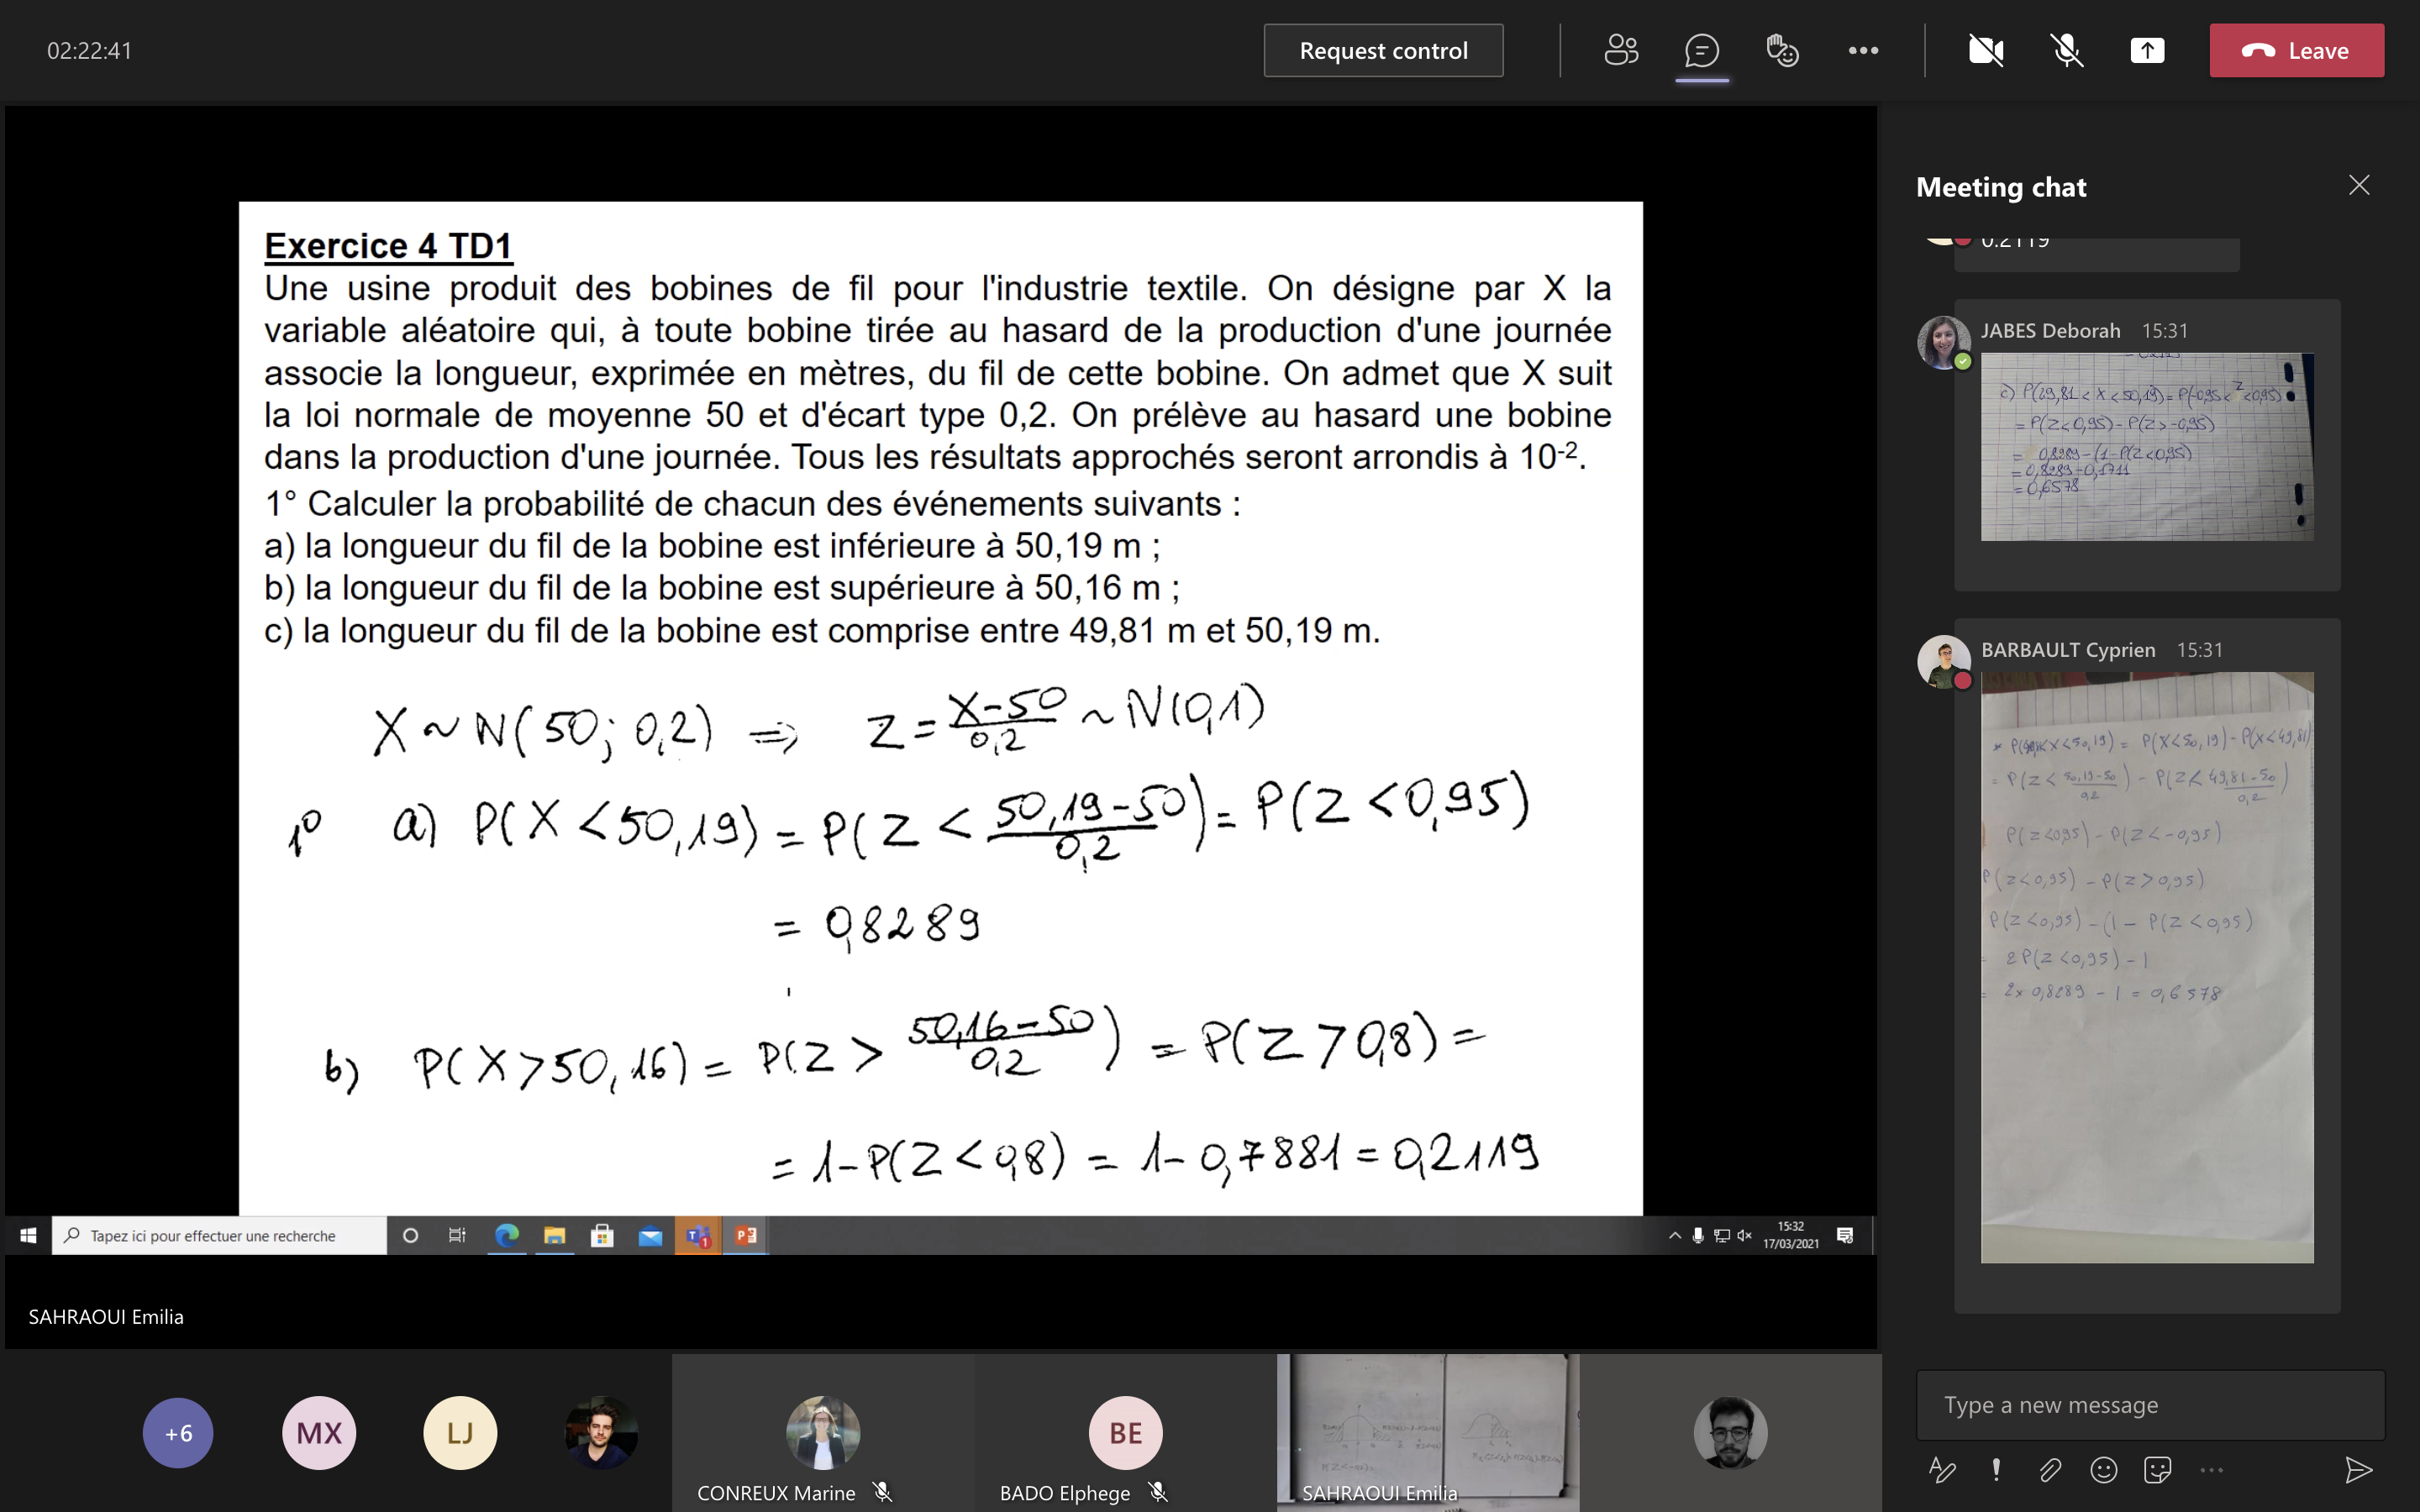 02:22:41
Request control
Leave
Exercice 4 TD1
Une usine produit des bobines de fil pour l'industrie textile. On désigne par X la
variable aléatoire qui, à toute bobine tirée au hasard de la production d'une journée
associe la longueur, exprimée en mètres, du fil de cette bobine. On admet que X suit
la loi normale de moyenne 50 et d'écart type 0,2. On prélève au hasard une bobine
dans la production d'une journée. Tous les résultats approchés seront arrondis à 10⁻².
1° Calculer la probabilité de chacun des événements suivants :
a) la longueur du fil de la bobine est inférieure à 50,19 m ;
b) la longueur du fil de la bobine est supérieure à 50,16 m ;
c) la longueur du fil de la bobine est comprise entre 49,81 m et 50,19 m.
X ~ N(50; 0,2) ⇒ Z = (X-50)/0,2 ~ N(0,1)
1° a) P(X < 50,19) = P(Z < (50,19-50)/0,2) = P(Z < 0,95)
= 0,8289
b) P(X > 50,16) = P(Z > (50,16-50)/0,2) = P(Z > 0,8) =
= 1-P(Z < 0,8) = 1-0,7881 = 0,2119
Tapez ici pour effectuer une recherche
15:32
17/03/2021
SAHRAOUI Emilia
+6
MX
LJ
CONREUX Marine
BE
BADO Elphege
SAHRAOUI Emilia
Meeting chat
0.2119
JABES Deborah 15:31
c) P(29,81 < X < 50,19) = P(-0,95 < Z < 0,95)
= P(Z < 0,95) - P(Z > -0,95)
= 0,8289 - (1 - P(Z < 0,95)
= 0,8289 - 0,1711
= 0,6578
BARBAULT Cyprien 15:31
< X < 50,19) = P(X < 50,19) - P(X < 49,81)
= P(Z < (50,19-50)/0,2) - P(Z < (49,81-50)/0,2)
P(Z < 0,95) - P(Z < -0,95)
P(Z < 0,95) - P(Z > 0,95)
P(Z < 0,95) - (1 - P(Z < 0,95)
= 2P(Z < 0,95) - 1
= 2 x 0,8289 - 1 = 0,6578
Type a new message